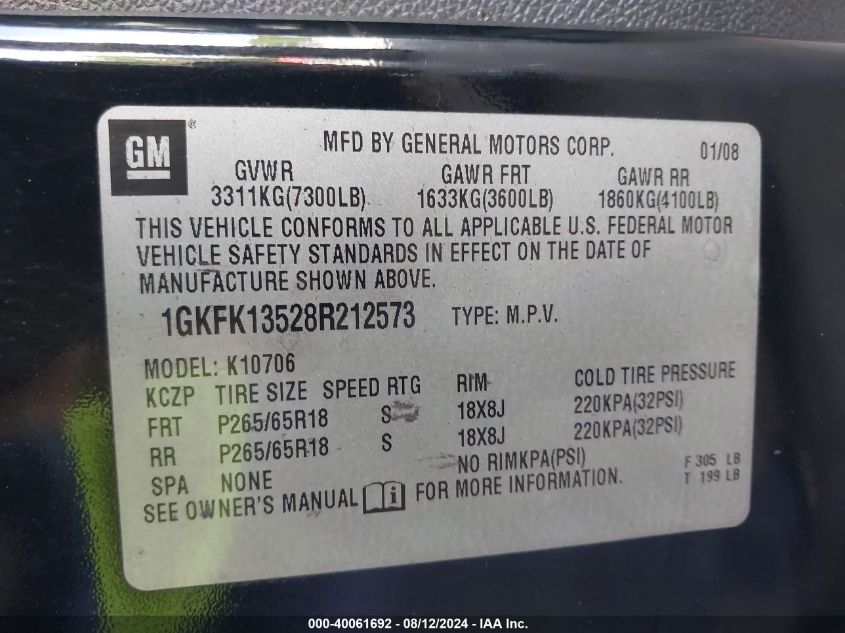 GM ® MFD BY GENERAL MOTORS CORP. 01/08
GVWR GAWR FRT GAWR RR
3311KG(7300LB) 1633KG(3600LB) 1860KG(4100LB)
THIS VEHICLE CONFORMS TO ALL APPLICABLE U.S. FEDERAL MOTOR
VEHICLE SAFETY STANDARDS IN EFFECT ON THE DATE OF
MANUFACTURE SHOWN ABOVE.
1GKFK13528R212573 TYPE: M.P.V.
MODEL: K10706
KCZP TIRE SIZE SPEED RTG RIM COLD TIRE PRESSURE
FRT P265/65R18 S 18X8J 220KPA(32PSI)
RR P265/65R18 S 18X8J 220KPA(32PSI)
SPA NONE NO RIMKPA(PSI) F 305 LB
SEE OWNER'S MANUAL i FOR MORE INFORMATION. T 199 LB
000-40061692 - 08/12/2024 - IAA Inc.